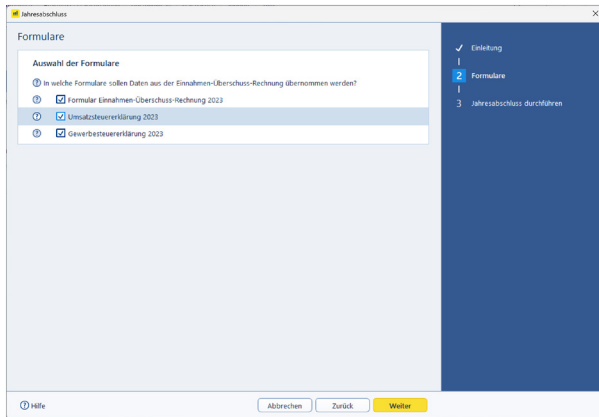 Jahresabschluss
Formulare
Auswahl der Formulare
In welche Formulare sollen Daten aus der Einnahmen-Überschuss-Rechnung übernommen werden?
Formular Einnahmen-Überschuss-Rechnung 2023
Umsatzsteuererklärung 2023
Gewerbesteuererklärung 2023
Einleitung
2 Formulare
3 Jahresabschluss durchführen
Hilfe
Abbrechen
Zurück
Weiter